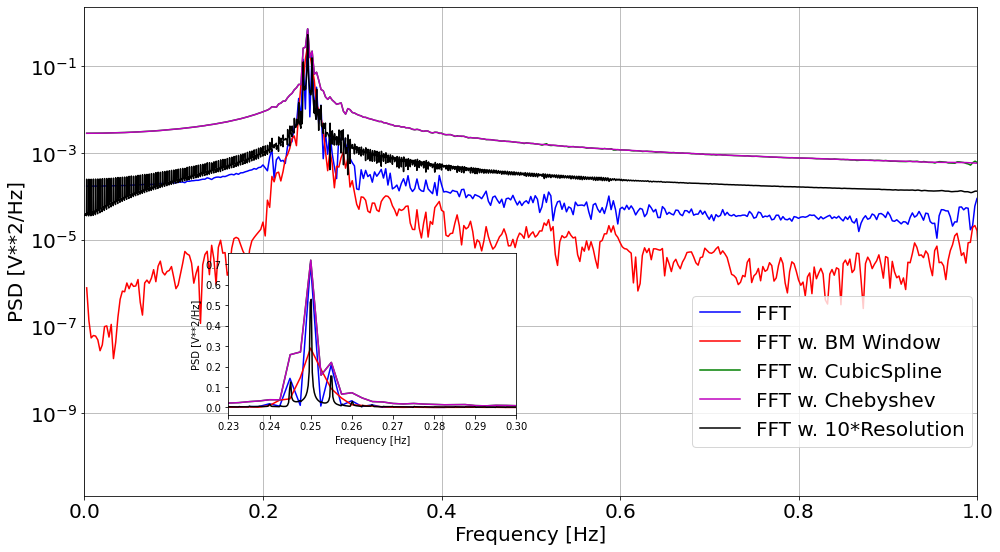 PSD [V**2/Hz]
10⁻¹
10⁻³
10⁻⁵
10⁻⁷
10⁻⁹
0.0 0.2 0.4 0.6 0.8 1.0
Frequency [Hz]
PSD [V**2/Hz]
0.7
0.6
0.5
0.4
0.3
0.2
0.1
0.0
0.23 0.24 0.25 0.26 0.27 0.28 0.29 0.30
Frequency [Hz]
FFT
FFT w. BM Window
FFT w. CubicSpline
FFT w. Chebyshev
FFT w. 10*Resolution